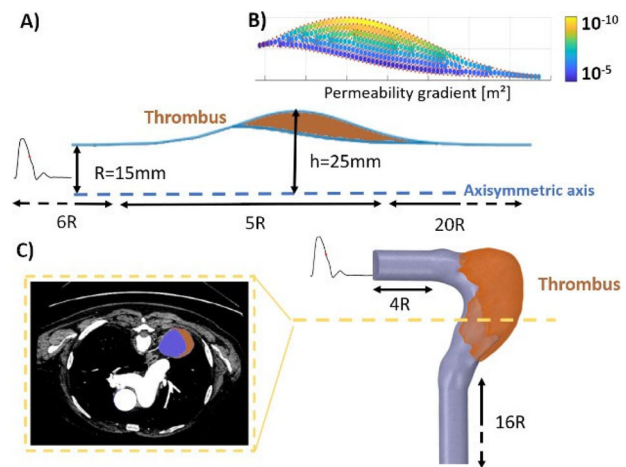 A)
B)
10-10
10-5
Permeability gradient [m²]
Thrombus
R=15mm
h=25mm
Axisymmetric axis
6R
5R
20R
C)
Thrombus
4R
16R